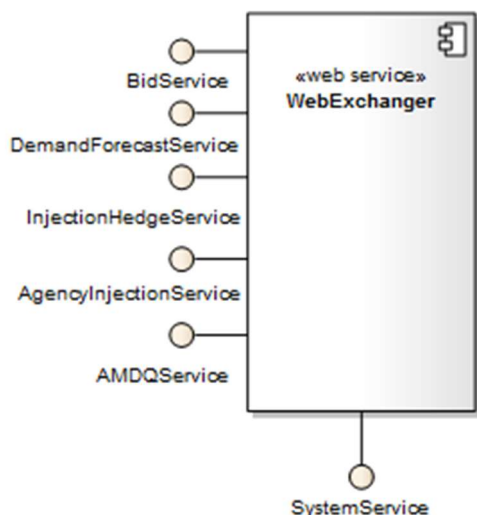 «web service»
WebExchanger
BidService
DemandForecastService
InjectionHedgeService
AgencyInjectionService
AMDQService
SystemService